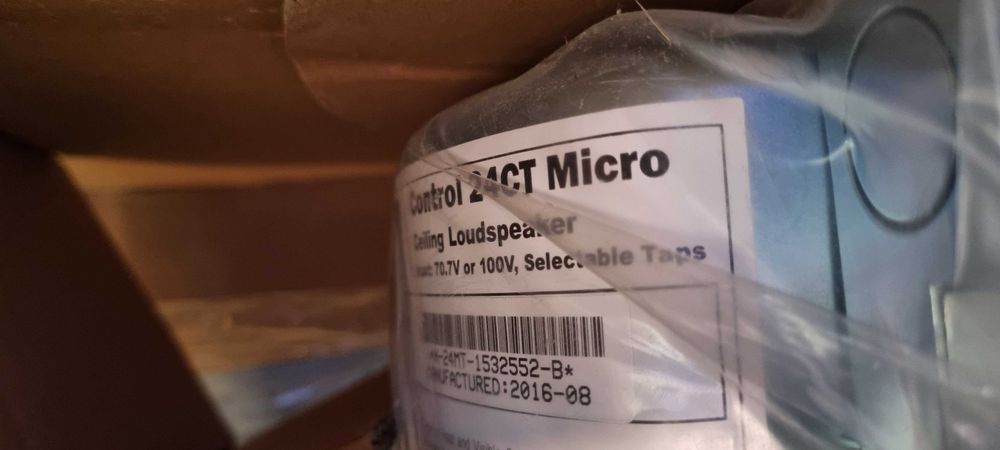 Control 24CT Micro
Ceiling Loudspeaker
70.7V or 100V, Selectable Taps
-24MT-1532552-B*
MANUFACTURED:2016-08